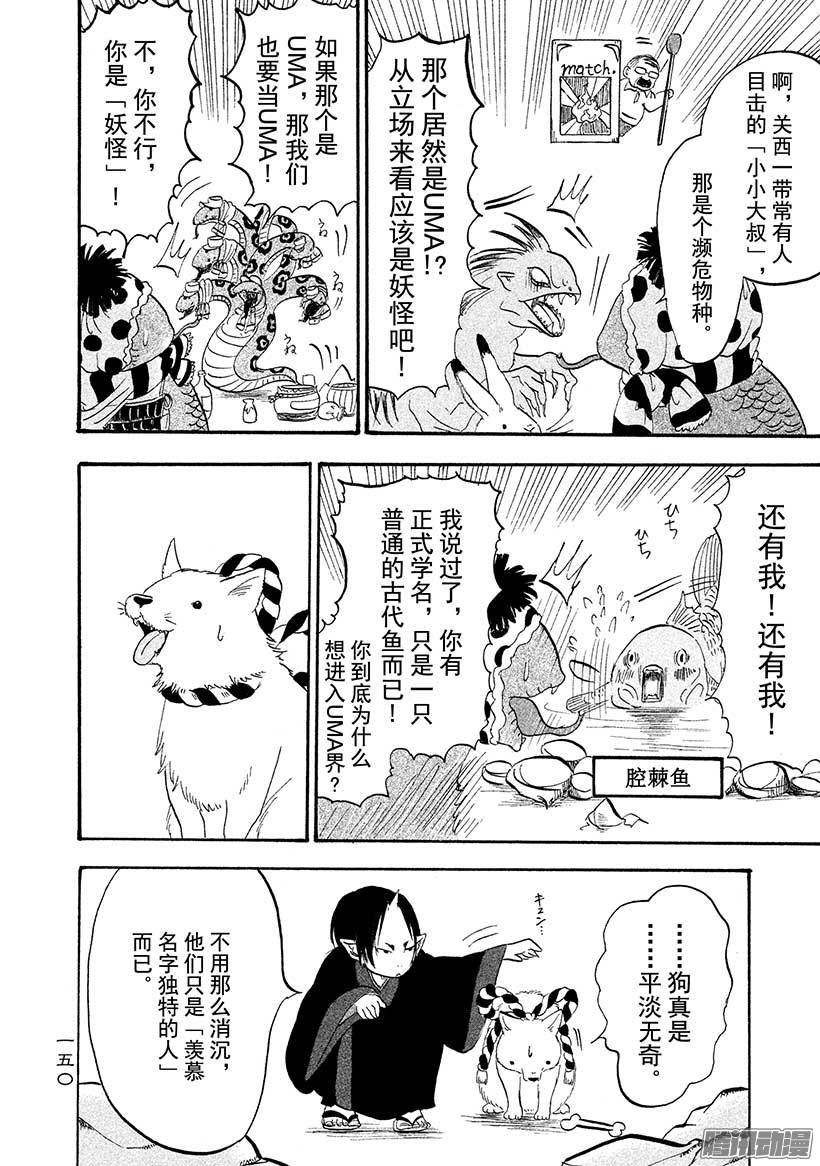 啊，关西一带常有人
目击的「小小大叔」，
那是个濒危物种。
match.
那个居然是UMA!?
从立场来看应该是妖怪吧！
如果那个是
UMA，那我们
也要当UMA！
不，你不行，
你是「妖怪」！
うね
うね
还有我！还有我！
ひち
ひち
腔棘鱼
我说过了，你有
正式学名，只是一只
普通的古代鱼而已！
你到底为什么
想进入UMA界？
……狗真是
……平淡无奇。
キュン…
不用那么消沉，
他们只是「羡慕
名字独特的人」
而已。
一五〇
腾讯动漫